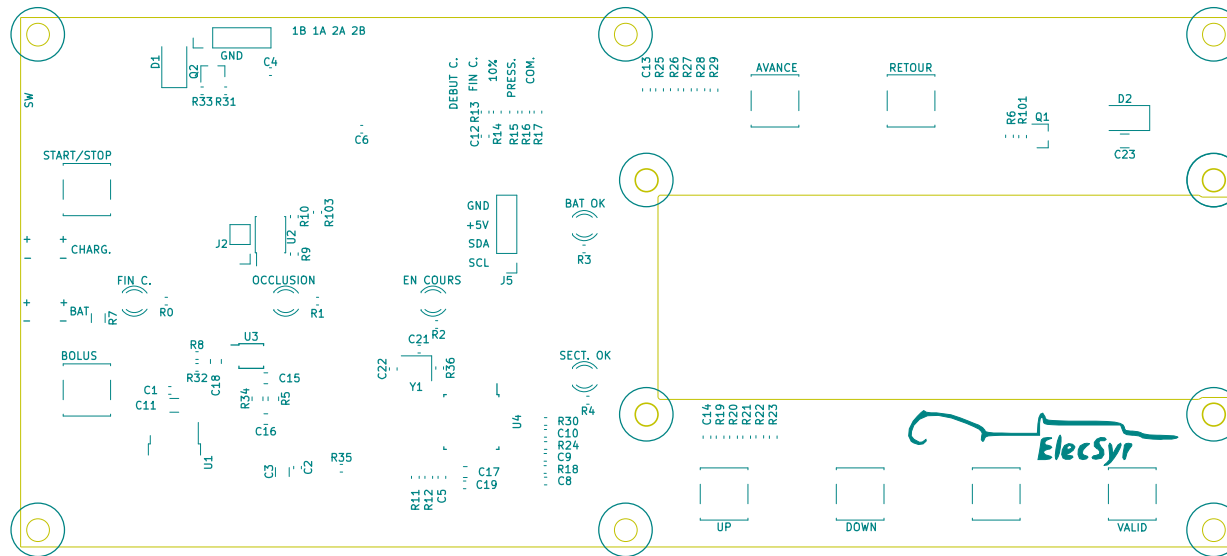 1B 1A 2A 2B
GND
D1
Q2
C4
R33
R31
SW
C6
START/STOP
DEBUT C.
FIN C.
10%
PRESS.
COM.
C12
R13
R14
R15
R16
R17
C13
R25
R26
R27
R28
R29
AVANCE
RETOUR
R6
R101
Q1
D2
C23
GND
+5V
SDA
SCL
J5
BAT OK
R3
R10
R103
U2
J2
R9
+ +
- -
CHARG.
FIN C.
OCCLUSION
EN COURS
+ +
- -
BAT
R7
R0
R1
R2
BOLUS
R8
U3
R32
C18
C15
C1
C11
R34
R5
C16
U1
C3
C2
R35
C21
C22
R36
Y1
U4
R30
C10
R24
C9
R18
C8
C17
C19
R11
R12
C5
SECT. OK
R4
C14
R19
R20
R21
R22
R23
ElecSyr
UP
DOWN
VALID